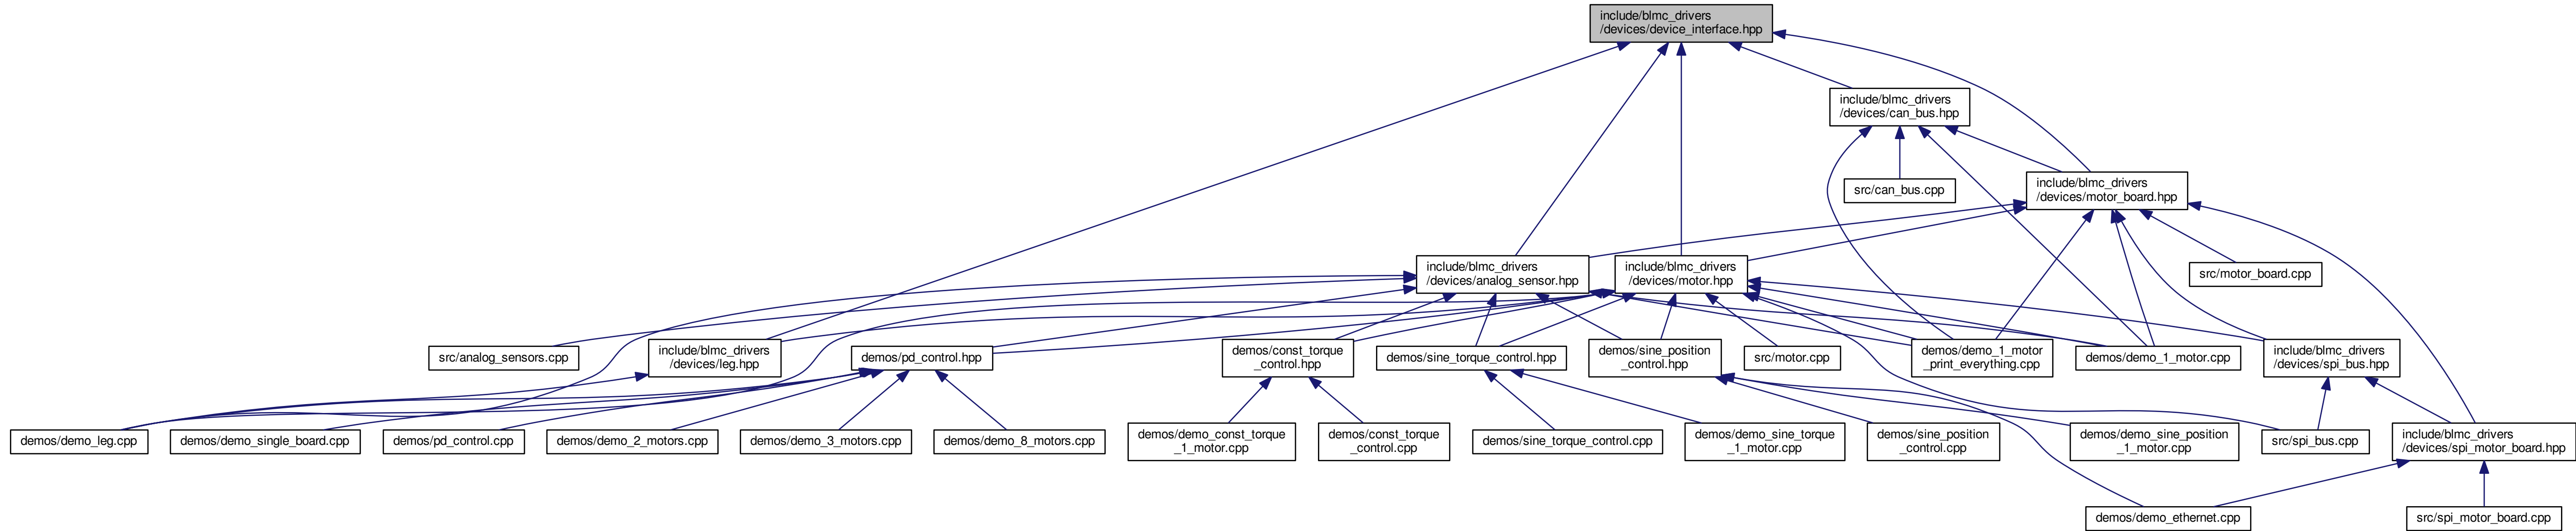 include/blmc_drivers
/devices/device_interface.hpp
include/blmc_drivers
/devices/can_bus.hpp
src/can_bus.cpp
include/blmc_drivers
/devices/motor_board.hpp
include/blmc_drivers
/devices/analog_sensor.hpp
include/blmc_drivers
/devices/motor.hpp
src/motor_board.cpp
src/analog_sensors.cpp
include/blmc_drivers
/devices/leg.hpp
demos/pd_control.hpp
demos/const_torque
_control.hpp
demos/sine_torque_control.hpp
demos/sine_position
_control.hpp
src/motor.cpp
demos/demo_1_motor
_print_everything.cpp
demos/demo_1_motor.cpp
include/blmc_drivers
/devices/spi_bus.hpp
demos/demo_leg.cpp
demos/demo_single_board.cpp
demos/pd_control.cpp
demos/demo_2_motors.cpp
demos/demo_3_motors.cpp
demos/demo_8_motors.cpp
demos/demo_const_torque
_1_motor.cpp
demos/const_torque
_control.cpp
demos/sine_torque_control.cpp
demos/demo_sine_torque
_1_motor.cpp
demos/sine_position
_control.cpp
demos/demo_sine_position
_1_motor.cpp
src/spi_bus.cpp
include/blmc_drivers
/devices/spi_motor_board.hpp
demos/demo_ethernet.cpp
src/spi_motor_board.cpp